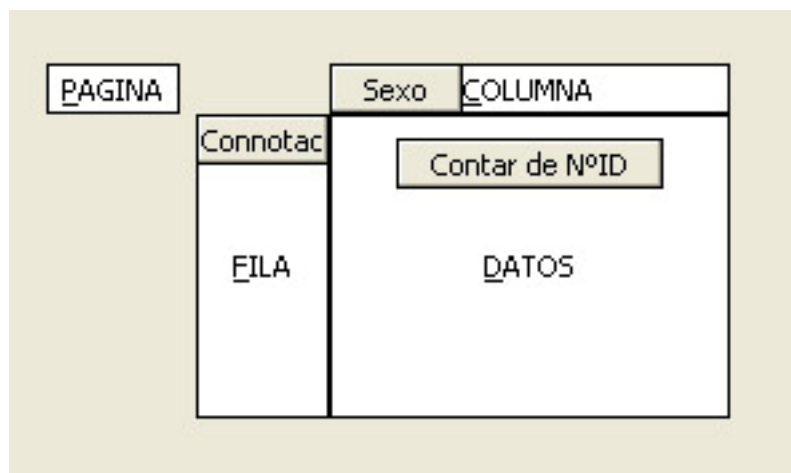 PAGINA
Sexo COLUMNA
Connotac
Contar de NºID
FILA
DATOS